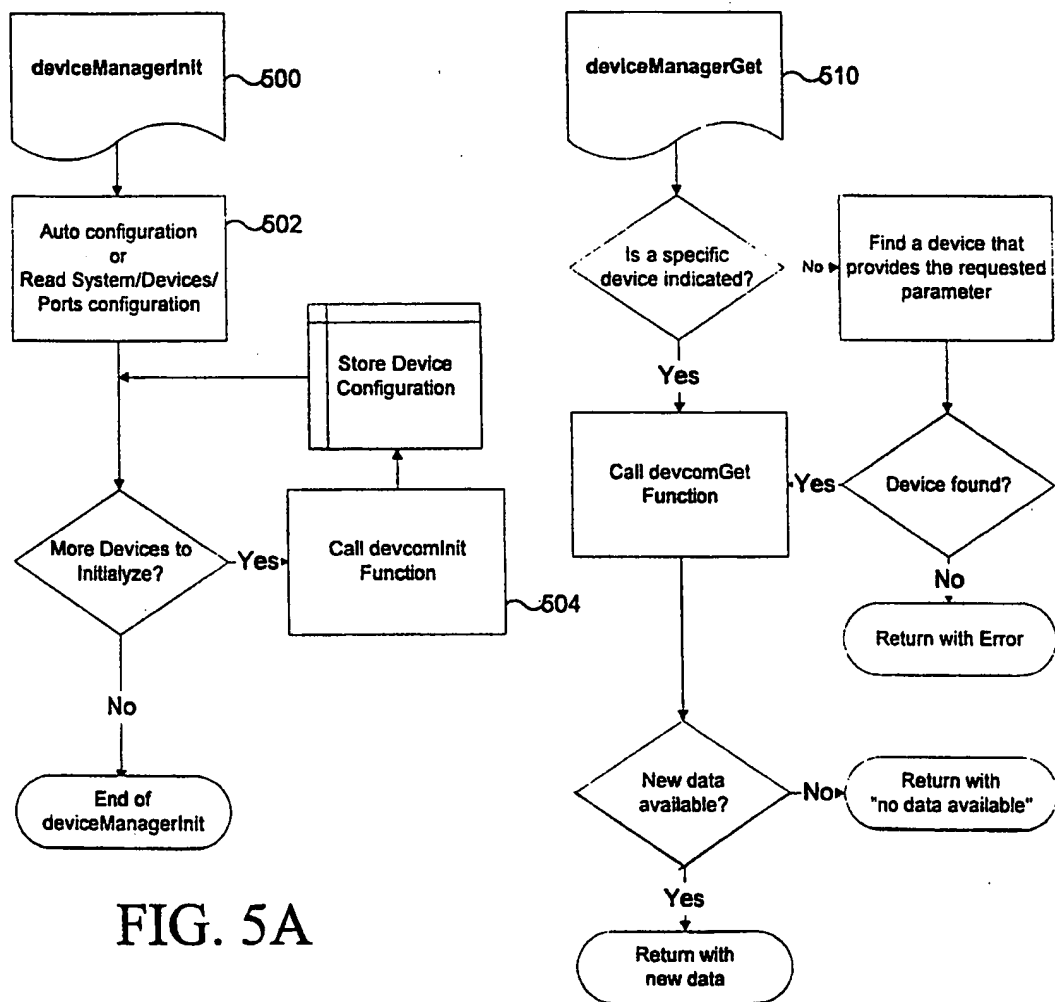 deviceManagerInit
500
Auto configuration
or
Read System/Devices/
Ports configuration
502
Store Device
Configuration
More Devices to
Initialyze?
Yes
Call devcomInit
Function
504
No
End of
deviceManagerInit
FIG. 5A
deviceManagerGet
510
Is a specific
device indicated?
No
Find a device that
provides the requested
parameter
Yes
Call devcomGet
Function
Yes
Device found?
No
Return with Error
New data
available?
No
Return with
"no data available"
Yes
Return with
new data